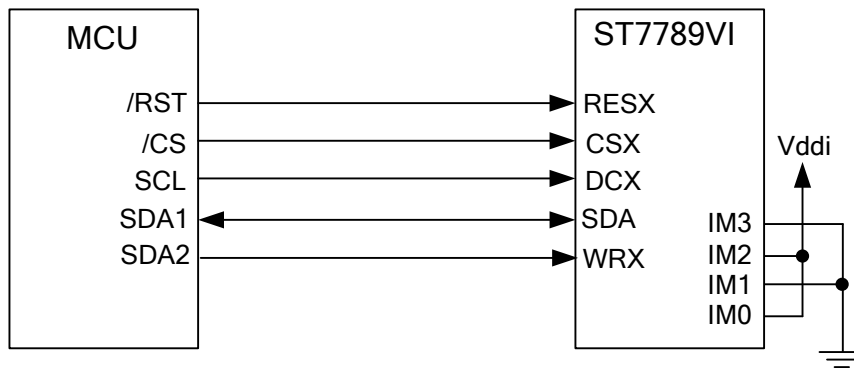 MCU
ST7789VI
/RST
RESX
/CS
CSX
Vddi
SCL
DCX
SDA1
SDA
IM3
SDA2
WRX
IM2
IM1
IM0